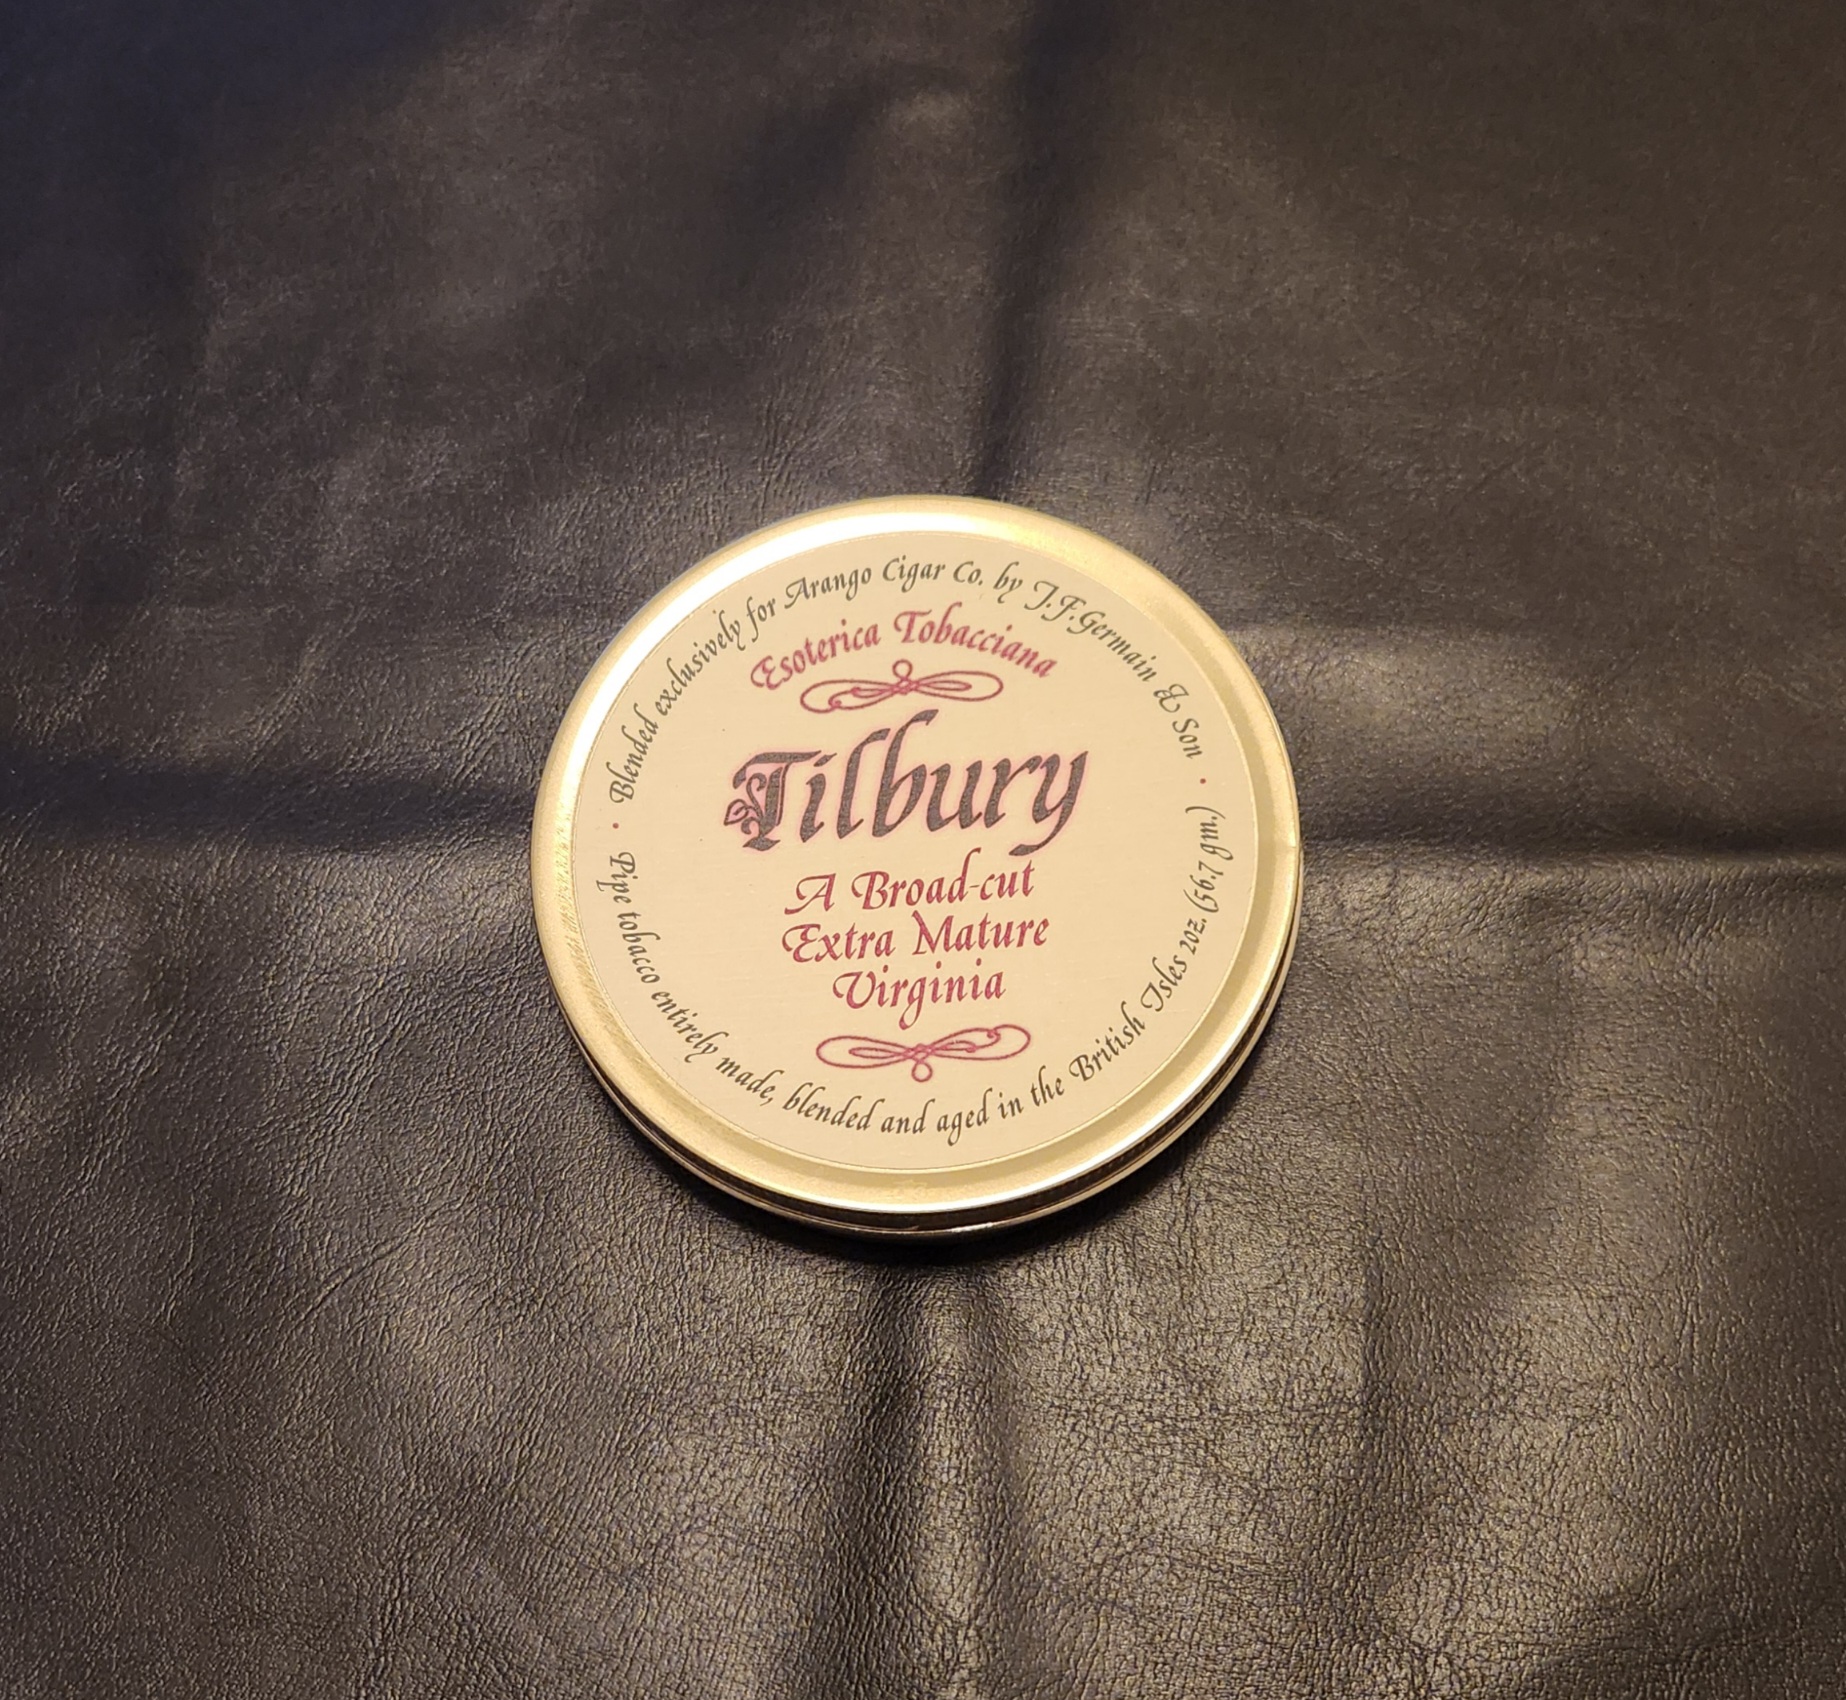 Blended exclusively for Arango Cigar Co. by J.F.Germain & Son
Esoterica Tobacciana
Tilbury
A Broad-cut
Extra Mature
Virginia
Pipe tobacco entirely made, blended and aged in the British Isles 2oz. (56.7 gm.)